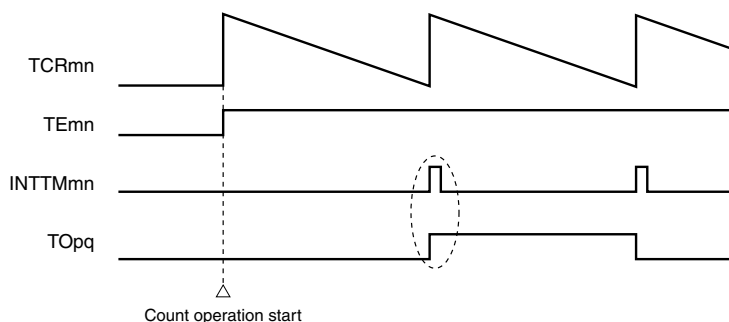 TCRmn
TEmn
INTTMmn
TOpq
Count operation start